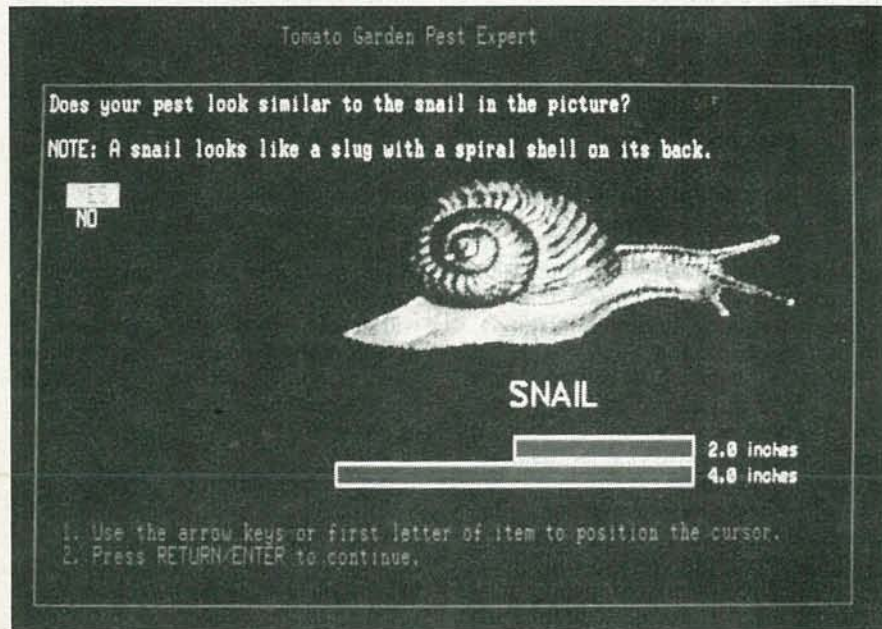 Tomato Garden Pest Expert
Does your pest look similar to the snail in the picture?
NOTE: A snail looks like a slug with a spiral shell on its back.
YES
NO
SNAIL
2.0 inches
4.0 inches
1. Use the arrow keys or first letter of item to position the cursor.
2. Press RETURN/ENTER to continue.